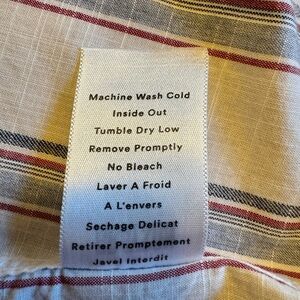 Machine Wash Cold
Inside Out
Tumble Dry Low
Remove Promptly
No Bleach
Laver A Froid
A L'envers
Sechage Delicat
Retirer Promptement
Javel Interdit